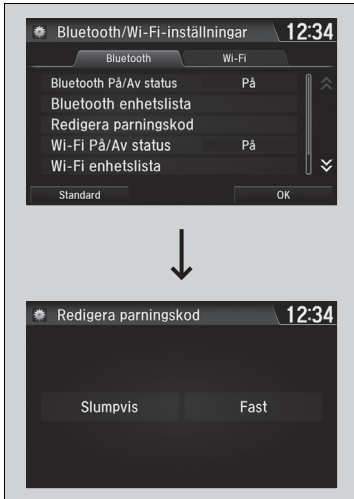 Bluetooth/Wi-Fi-inställningar 12:34
Bluetooth Wi-Fi
Bluetooth På/Av status På
Bluetooth enhetslista
Redigera parningskod
Wi-Fi På/Av status På
Wi-Fi enhetslista
Standard OK
Redigera parningskod 12:34
Slumpvis Fast